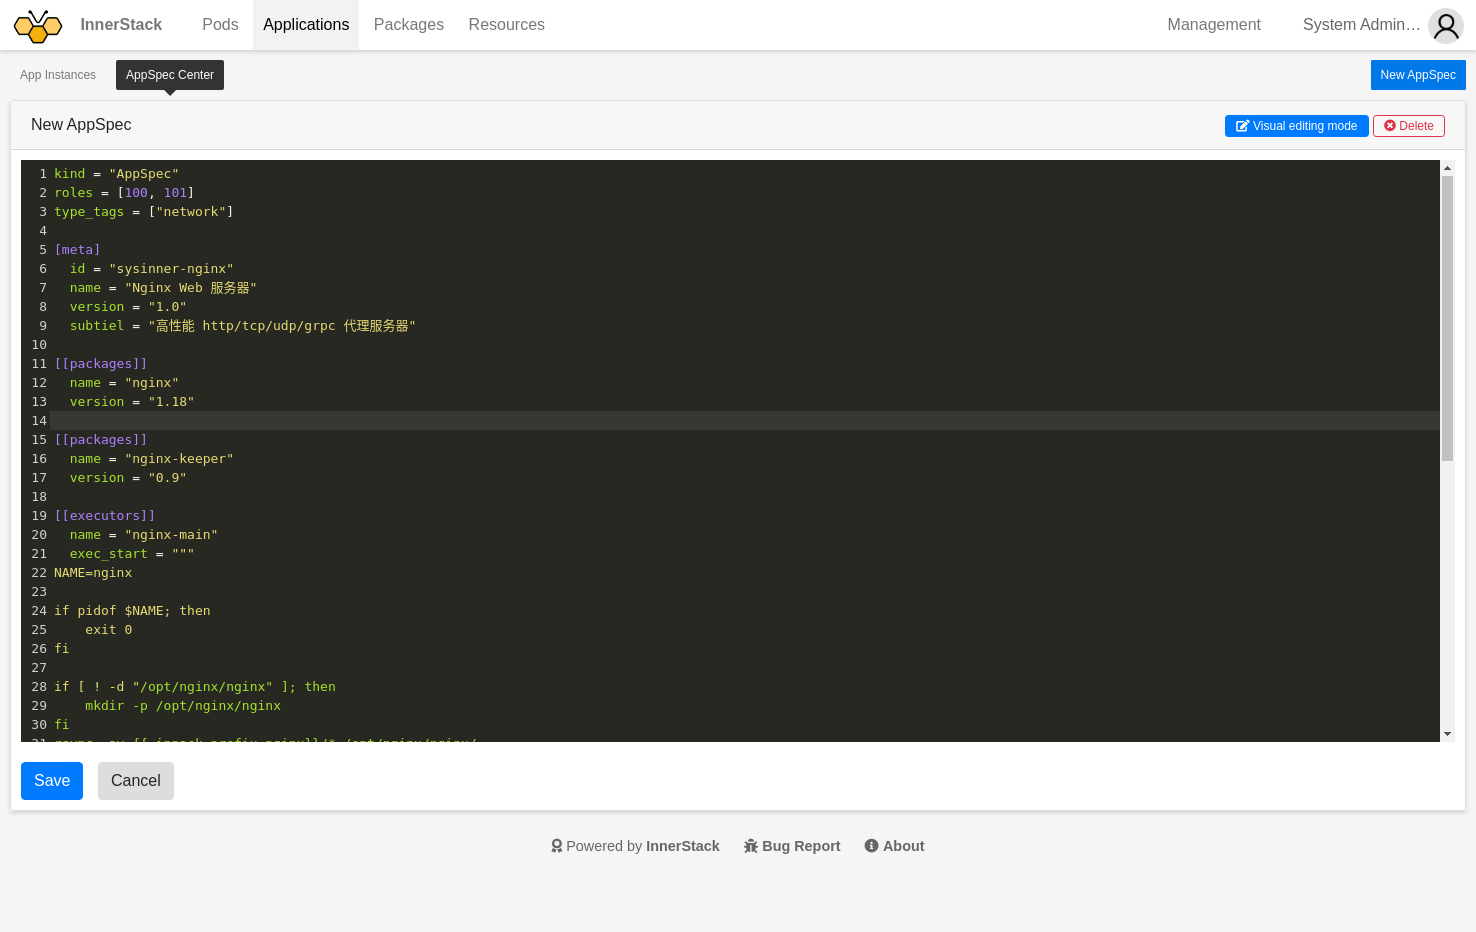 InnerStack Pods Applications Packages Resources Management System Admin…
App Instances AppSpec Center New AppSpec
New AppSpec Visual editing mode Delete
1 kind = "AppSpec"
2 roles = [100, 101]
3 type_tags = ["network"]
4
5 [meta]
6   id = "sysinner-nginx"
7   name = "Nginx Web 服务器"
8   version = "1.0"
9   subtiel = "高性能 http/tcp/udp/grpc 代理服务器"
10
11 [[packages]]
12   name = "nginx"
13   version = "1.18"
14
15 [[packages]]
16   name = "nginx-keeper"
17   version = "0.9"
18
19 [[executors]]
20   name = "nginx-main"
21   exec_start = """
22 NAME=nginx
23
24 if pidof $NAME; then
25     exit 0
26 fi
27
28 if [ ! -d "/opt/nginx/nginx" ]; then
29     mkdir -p /opt/nginx/nginx
30 fi
Save Cancel
Powered by InnerStack Bug Report About